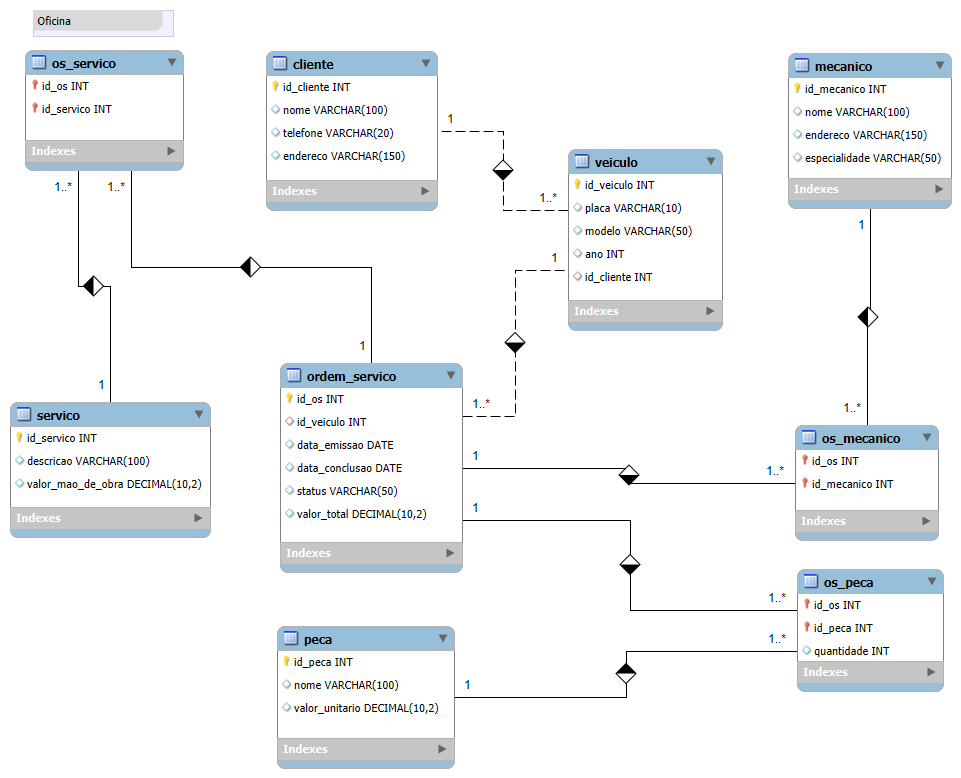 Oficina
os_servico
id_os INT
id_servico INT
Indexes
cliente
id_cliente INT
nome VARCHAR(100)
telefone VARCHAR(20)
endereco VARCHAR(150)
Indexes
mecanico
id_mecanico INT
nome VARCHAR(100)
endereco VARCHAR(150)
especialidade VARCHAR(50)
Indexes
1
1..*
veiculo
id_veiculo INT
placa VARCHAR(10)
modelo VARCHAR(50)
ano INT
id_cliente INT
Indexes
1..*
1..*
1
1
1
1
1..*
1..*
ordem_servico
id_os INT
id_veiculo INT
data_emissao DATE
data_conclusao DATE
status VARCHAR(50)
valor_total DECIMAL(10,2)
Indexes
servico
id_servico INT
descricao VARCHAR(100)
valor_mao_de_obra DECIMAL(10,2)
Indexes
os_mecanico
id_os INT
id_mecanico INT
Indexes
1
1..*
1
1..*
os_peca
id_os INT
id_peca INT
quantidade INT
Indexes
1..*
1
peca
id_peca INT
nome VARCHAR(100)
valor_unitario DECIMAL(10,2)
Indexes